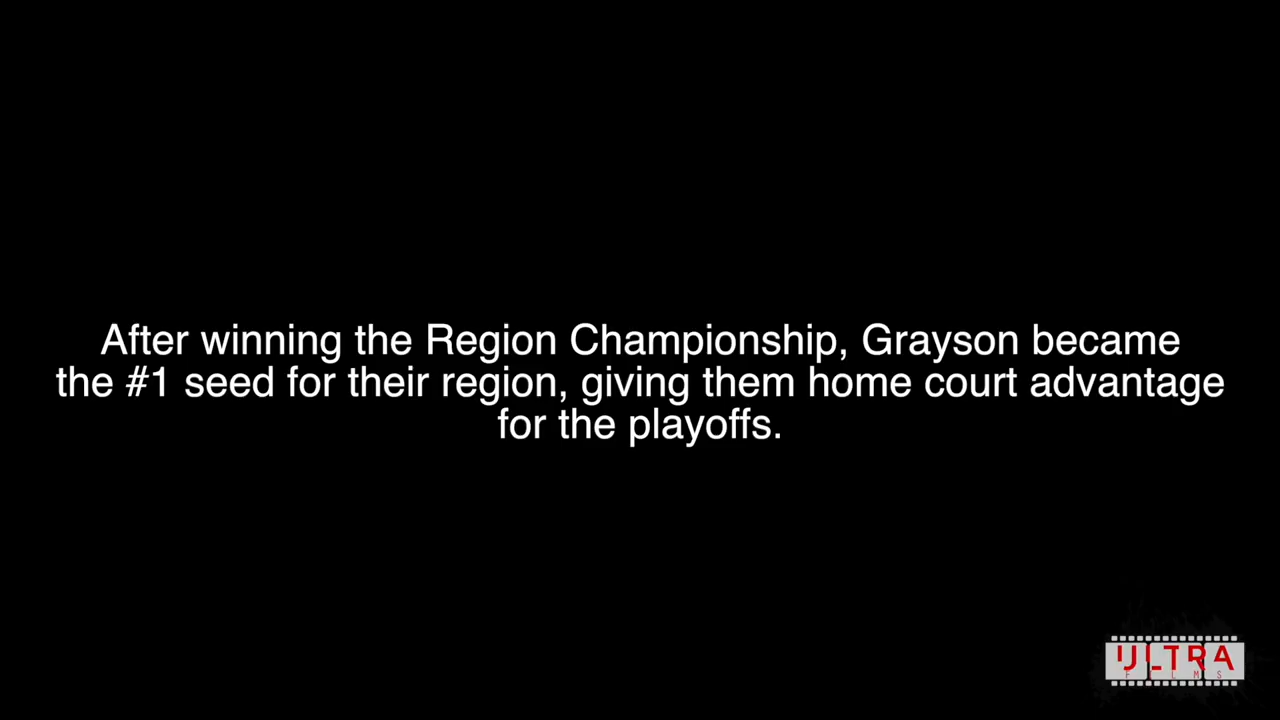 After winning the Region Championship, Grayson became
the #1 seed for their region, giving them home court advantage
for the playoffs.
ULTRA
FILMS